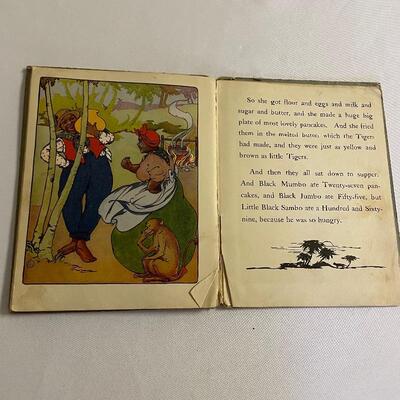 So she got flour and eggs and milk and
sugar and butter, and she made a huge big
plate of most lovely pancakes. And she fried
them in the melted butter, which the Tigers
had made, and they were just as yellow and
brown as little Tigers.
And then they all sat down to supper.
And Black Mumbo ate Twenty-seven pan-
cakes, and Black Jumbo ate Fifty-five, but
Little Black Sambo ate a Hundred and Sixty-
nine, because he was so hungry.